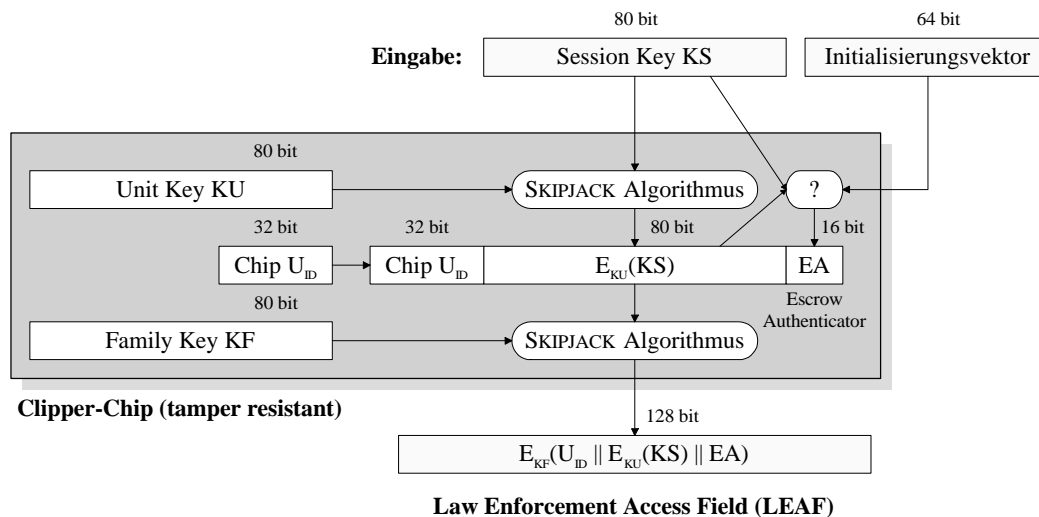 80 bit
64 bit
Eingabe:
Session Key KS
Initialisierungsvektor
80 bit
Unit Key KU
SKIPJACK Algorithmus
?
32 bit
32 bit
80 bit
16 bit
Chip U_ID
Chip U_ID
E_KU(KS)
EA
80 bit
Escrow
Authenticator
Family Key KF
SKIPJACK Algorithmus
Clipper-Chip (tamper resistant)
128 bit
E_KF(U_ID || E_KU(KS) || EA)
Law Enforcement Access Field (LEAF)